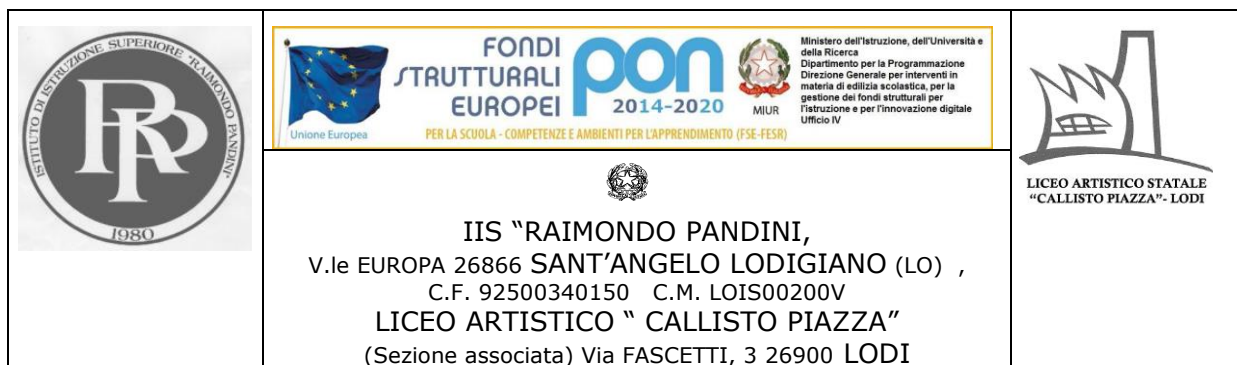 ISTITUTO DI ISTRUZIONE SUPERIORE "RAIMONDO PANDINI"
RP
1980
Unione Europea
FONDI
STRUTTURALI
EUROPEI
pon
2014-2020
MIUR
Ministero dell'Istruzione, dell'Università e
della Ricerca
Dipartimento per la Programmazione
Direzione Generale per interventi in
materia di edilizia scolastica, per la
gestione dei fondi strutturali per
l'istruzione e per l'innovazione digitale
Ufficio IV
PER LA SCUOLA - COMPETENZE E AMBIENTI PER L'APPRENDIMENTO (FSE-FESR)
LICEO ARTISTICO STATALE
"CALLISTO PIAZZA"- LODI
IIS "RAIMONDO PANDINI,
V.le EUROPA 26866 SANT'ANGELO LODIGIANO (LO) ,
C.F. 92500340150 C.M. LOIS00200V
LICEO ARTISTICO " CALLISTO PIAZZA"
(Sezione associata) Via FASCETTI, 3 26900 LODI